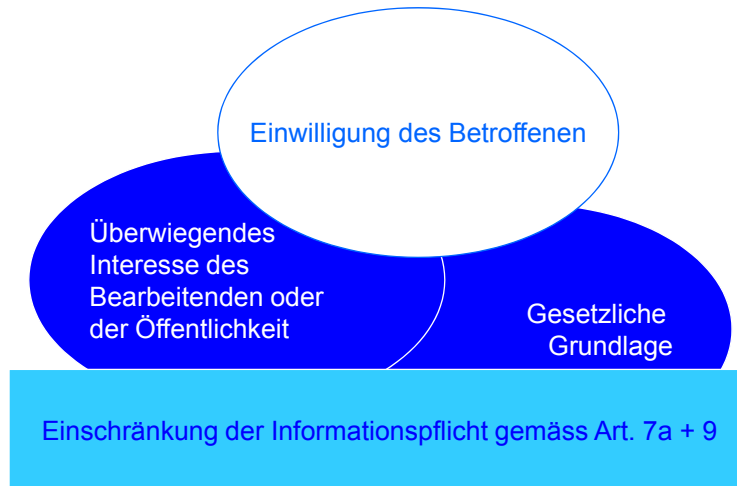 Einwilligung des Betroffenen
Überwiegendes
Interesse des
Bearbeitenden oder
der Öffentlichkeit
Gesetzliche
Grundlage
Einschränkung der Informationspflicht gemäss Art. 7a + 9